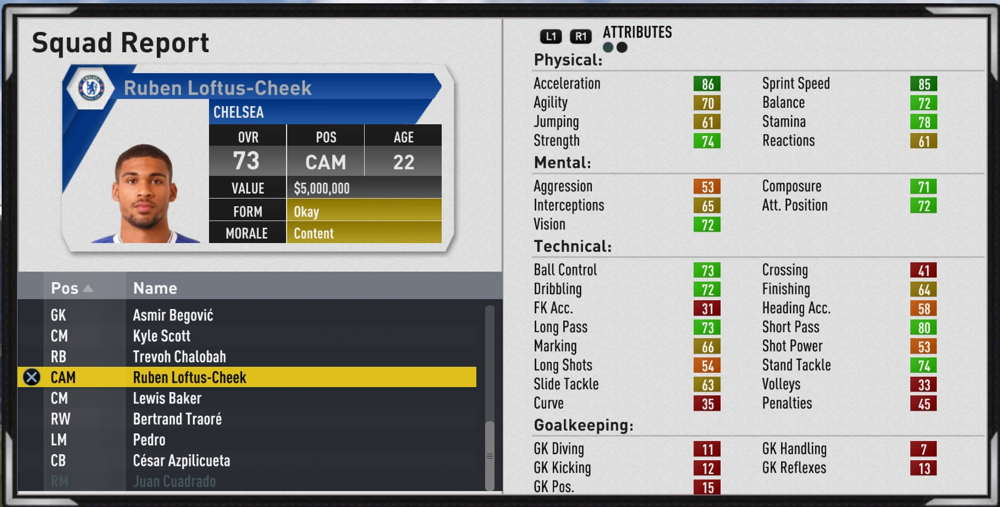 Squad Report
Ruben Loftus-Cheek
CHELSEA
OVR POS AGE
73 CAM 22
VALUE $5,000,000
FORM Okay
MORALE Content
Pos Name
GK Asmir Begović
CM Kyle Scott
RB Trevoh Chalobah
CAM Ruben Loftus-Cheek
CM Lewis Baker
RW Bertrand Traoré
LM Pedro
CB César Azpilicueta
RM Juan Cuadrado
L1 R1 ATTRIBUTES
Physical:
Acceleration 86 Sprint Speed 85
Agility 70 Balance 72
Jumping 61 Stamina 78
Strength 74 Reactions 61
Mental:
Aggression 53 Composure 71
Interceptions 65 Att. Position 72
Vision 72
Technical:
Ball Control 73 Crossing 41
Dribbling 72 Finishing 64
FK Acc. 31 Heading Acc. 58
Long Pass 73 Short Pass 80
Marking 66 Shot Power 53
Long Shots 54 Stand Tackle 74
Slide Tackle 63 Volleys 33
Curve 35 Penalties 45
Goalkeeping:
GK Diving 11 GK Handling 7
GK Kicking 12 GK Reflexes 13
GK Pos. 15